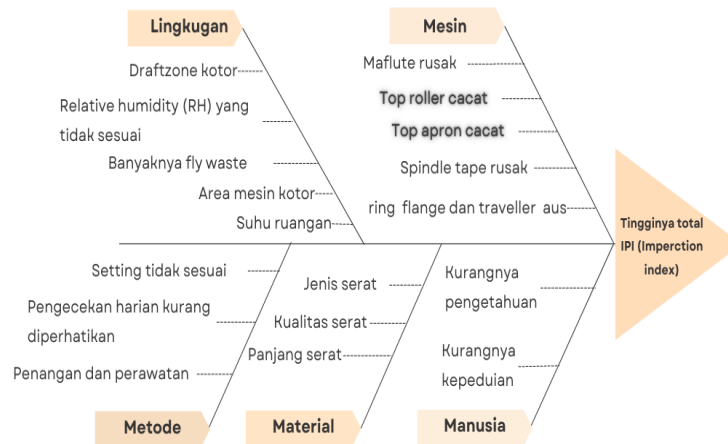 Lingkugan
Draftzone kotor
Relative humidity (RH) yang
tidak sesuai
Banyaknya fly waste
Area mesin kotor
Suhu ruangan
Mesin
Maflute rusak
Top roller cacat
Top apron cacat
Spindle tape rusak
ring flange dan traveller aus
Tingginya total
IPI (Imperction
index)
Setting tidak sesuai
Pengecekan harian kurang
diperhatikan
Penangan dan perawatan
Metode
Jenis serat
Kualitas serat
Panjang serat
Material
Kurangnya
pengetahuan
Kurangnya
kepeduian
Manusia